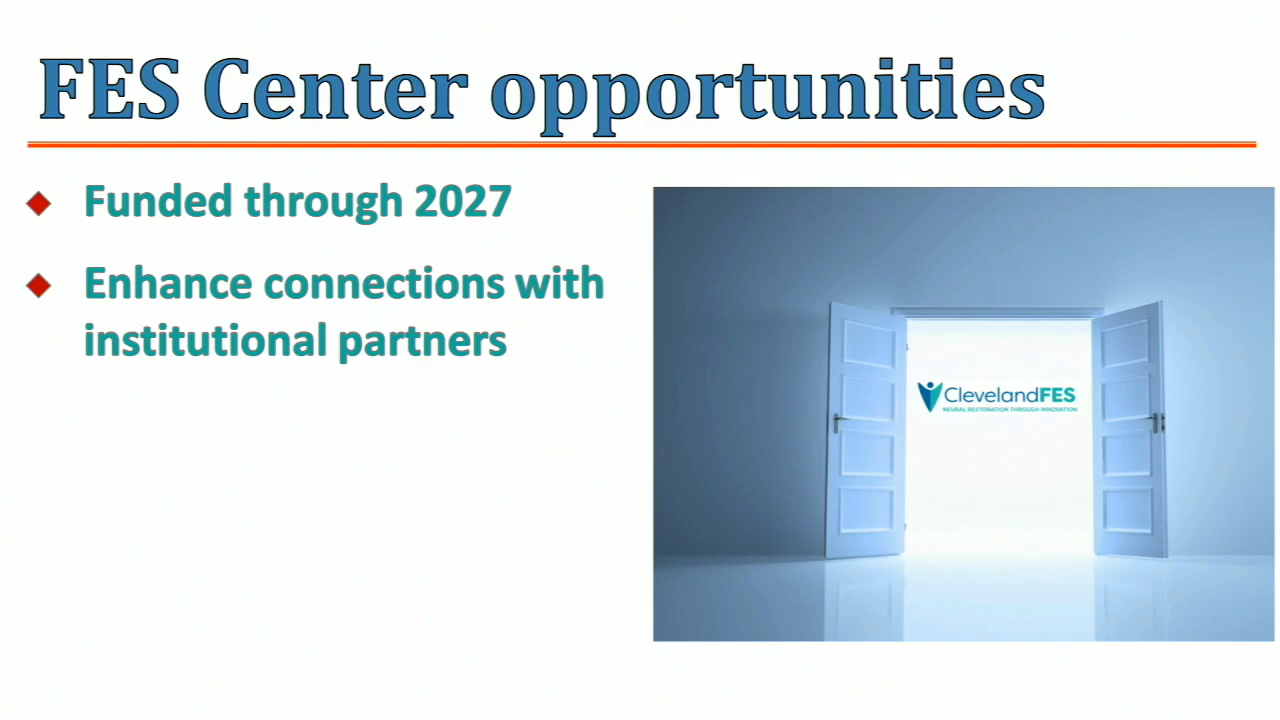 FES Center opportunities
Funded through 2027
Enhance connections with
institutional partners
ClevelandFES
NEURAL RESTORATION THROUGH INNOVATION